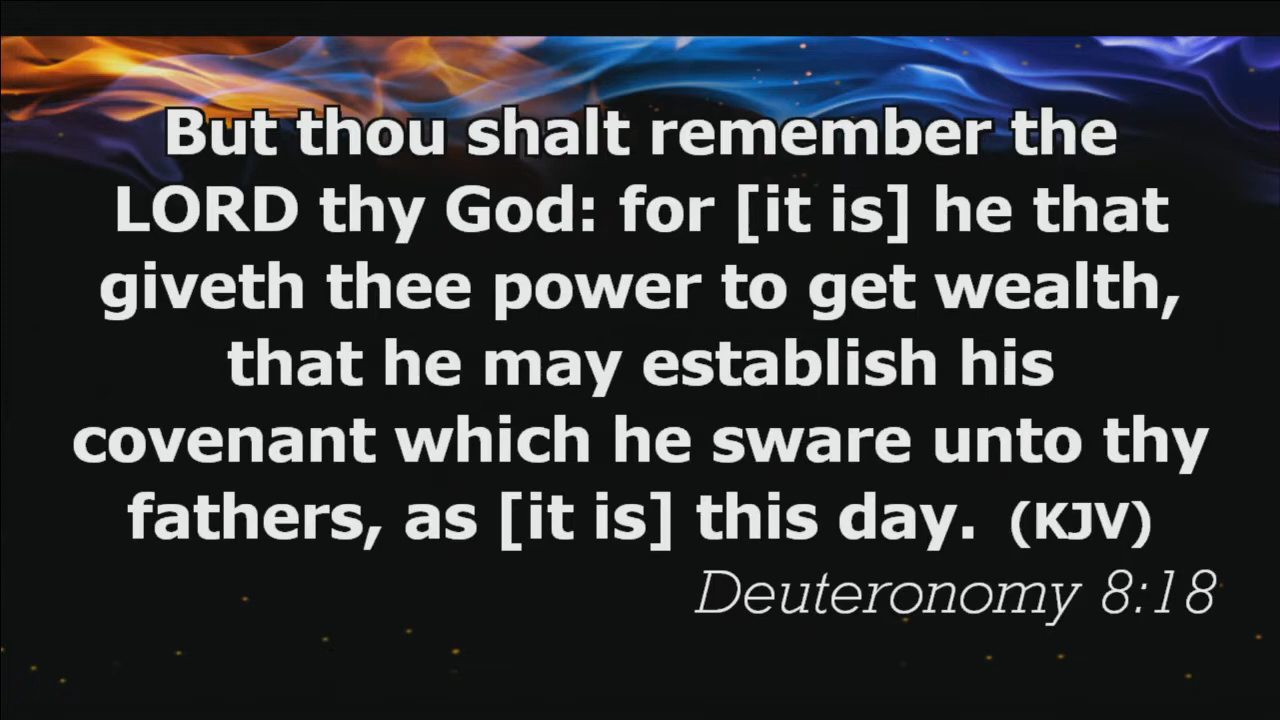 But thou shalt remember the
LORD thy God: for [it is] he that
giveth thee power to get wealth,
that he may establish his
covenant which he sware unto thy
fathers, as [it is] this day. (KJV)
Deuteronomy 8:18